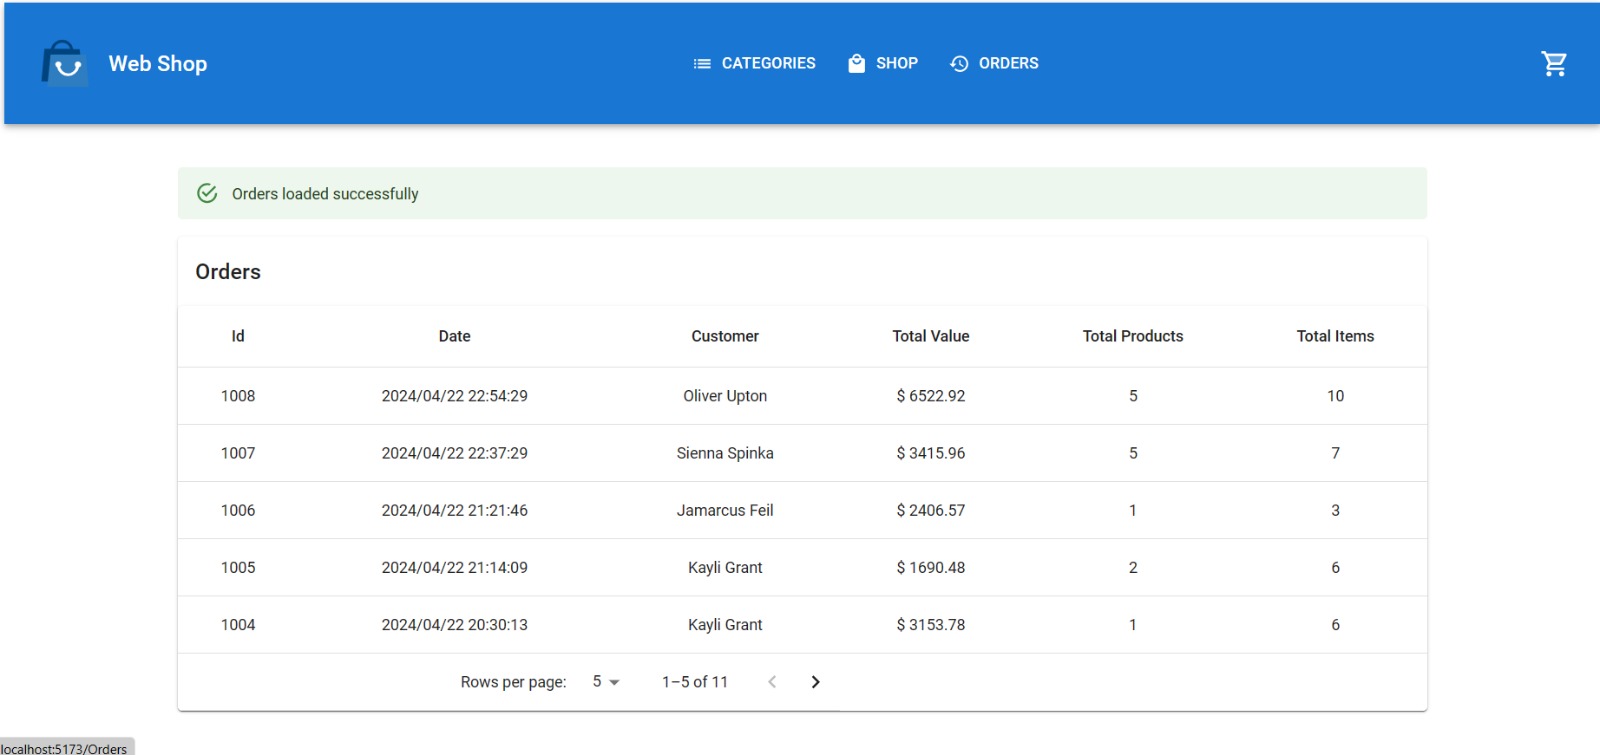 Web Shop
CATEGORIES SHOP ORDERS
Orders loaded successfully
Orders
Id Date Customer Total Value Total Products Total Items
1008 2024/04/22 22:54:29 Oliver Upton $ 6522.92 5 10
1007 2024/04/22 22:37:29 Sienna Spinka $ 3415.96 5 7
1006 2024/04/22 21:21:46 Jamarcus Feil $ 2406.57 1 3
1005 2024/04/22 21:14:09 Kayli Grant $ 1690.48 2 6
1004 2024/04/22 20:30:13 Kayli Grant $ 3153.78 1 6
Rows per page: 5 1–5 of 11
localhost:5173/Orders